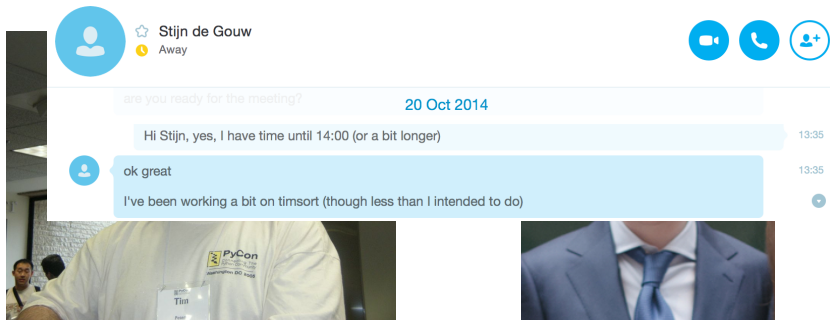 Stijn de Gouw
Away
are you ready for the meeting?
20 Oct 2014
Hi Stijn, yes, I have time until 14:00 (or a bit longer)
13:35
ok great
13:35
I've been working a bit on timsort (though less than I intended to do)
PyCon
Tim